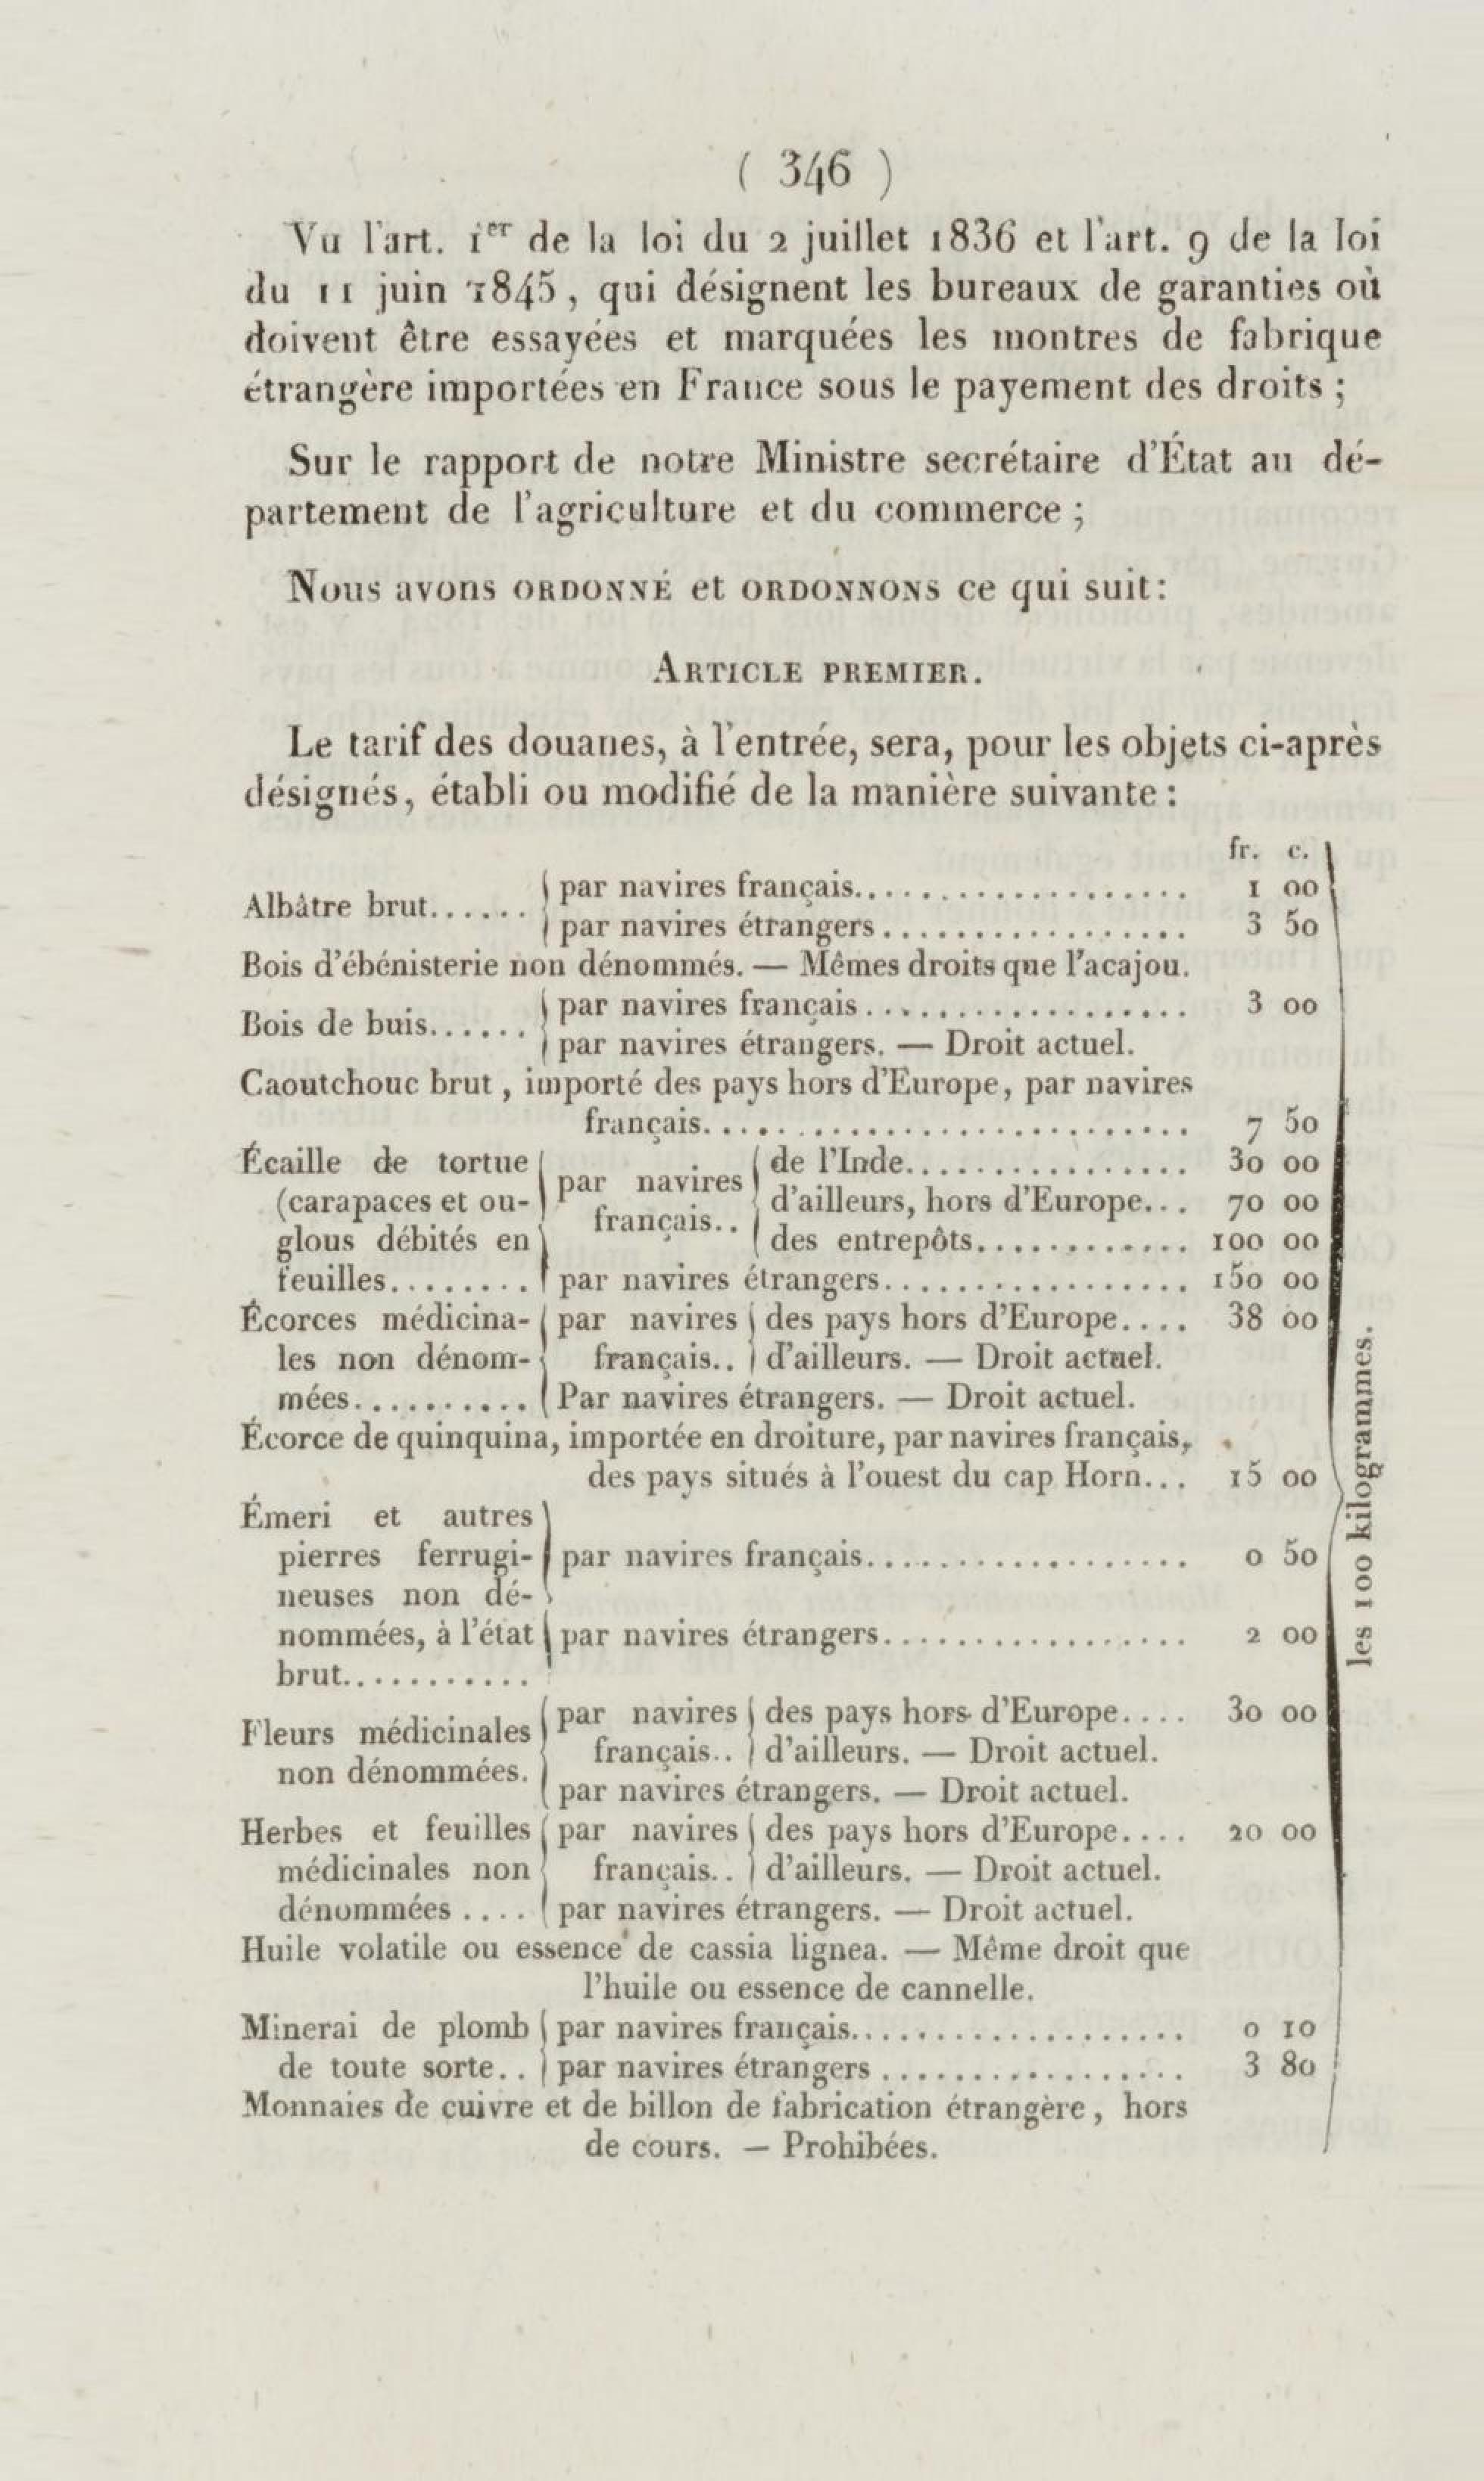 ( 346 )
Vu l'art. 1er de la loi du 2 juillet 1836 et l'art. 9 de la loi
du 11 juin 1845, qui désignent les bureaux de garanties où
doivent être essayées et marquées les montres de fabrique
étrangère importées en France sous le payement des droits ;
Sur le rapport de notre Ministre secrétaire d'État au dé-
partement de l'agriculture et du commerce ;
Nous avons ORDONNÉ et ORDONNONS ce qui suit :
ARTICLE PREMIER.
Le tarif des douanes, à l'entrée, sera, pour les objets ci-après
désignés, établi ou modifié de la manière suivante :
fr. c.
par navires français.................. 1 00
Albâtre brut......
par navires étrangers................. 3 50
Bois d'ébénisterie non dénommés. — Mêmes droits que l'acajou.
par navires français.................. 3 00
Bois de buis......
par navires étrangers. — Droit actuel.
Caoutchouc brut, importé des pays hors d'Europe, par navires
français........................... 7 50
Écaille de tortue
de l'Inde................ 30 00
par navires
(carapaces et ou-
d'ailleurs, hors d'Europe... 70 00
français..
glous débités en
des entrepôts............ 100 00
feuilles........ par navires étrangers................. 150 00
Écorces médicina- par navires des pays hors d'Europe.... 38 00
les non dénom- français.. d'ailleurs. — Droit actuel.
mées.......... Par navires étrangers. — Droit actuel.
Écorce de quinquina, importée en droiture, par navires français,
des pays situés à l'ouest du cap Horn... 15 00
Émeri et autres
pierres ferrugi- par navires français.................. 0 50
neuses non dé-
nommées, à l'état par navires étrangers................. 2 00
brut...........
par navires des pays hors d'Europe.... 30 00
Fleurs médicinales
français.. d'ailleurs. — Droit actuel.
non dénommées.
par navires étrangers. — Droit actuel.
Herbes et feuilles par navires des pays hors d'Europe.... 20 00
médicinales non français.. d'ailleurs. — Droit actuel.
dénommées .... par navires étrangers. — Droit actuel.
Huile volatile ou essence de cassia lignea. — Même droit que
l'huile ou essence de cannelle.
Minerai de plomb par navires français.................. 0 10
de toute sorte.. par navires étrangers................. 3 80
Monnaies de cuivre et de billon de fabrication étrangère, hors
de cours. — Prohibées.
les 100 kilogrammes.